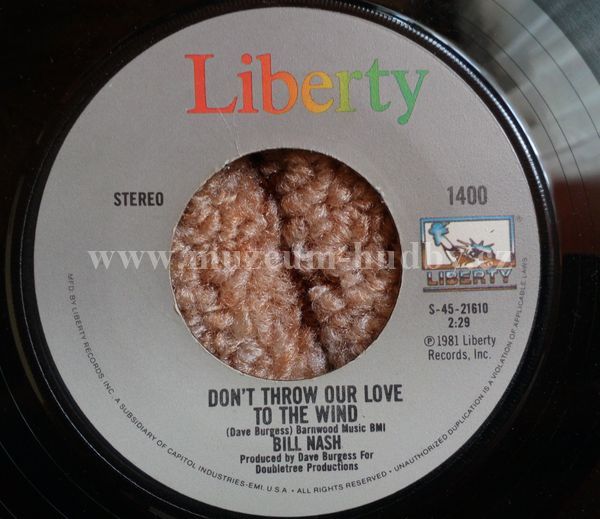 Liberty
STEREO
1400
www.muzeum-hudby.cz
LIBERTY
S-45-21610
2:29
℗ 1981 Liberty
Records, Inc.
DON'T THROW OUR LOVE
TO THE WIND
(Dave Burgess) Barnwood Music BMI
BILL NASH
Produced by Dave Burgess For
Doubletree Productions
MFD. BY LIBERTY RECORDS INC. A SUBSIDIARY OF CAPITOL INDUSTRIES-EMI. U.S.A • ALL RIGHTS RESERVED • UNAUTHORIZED DUPLICATION IS A VIOLATION OF APPLICABLE LAWS